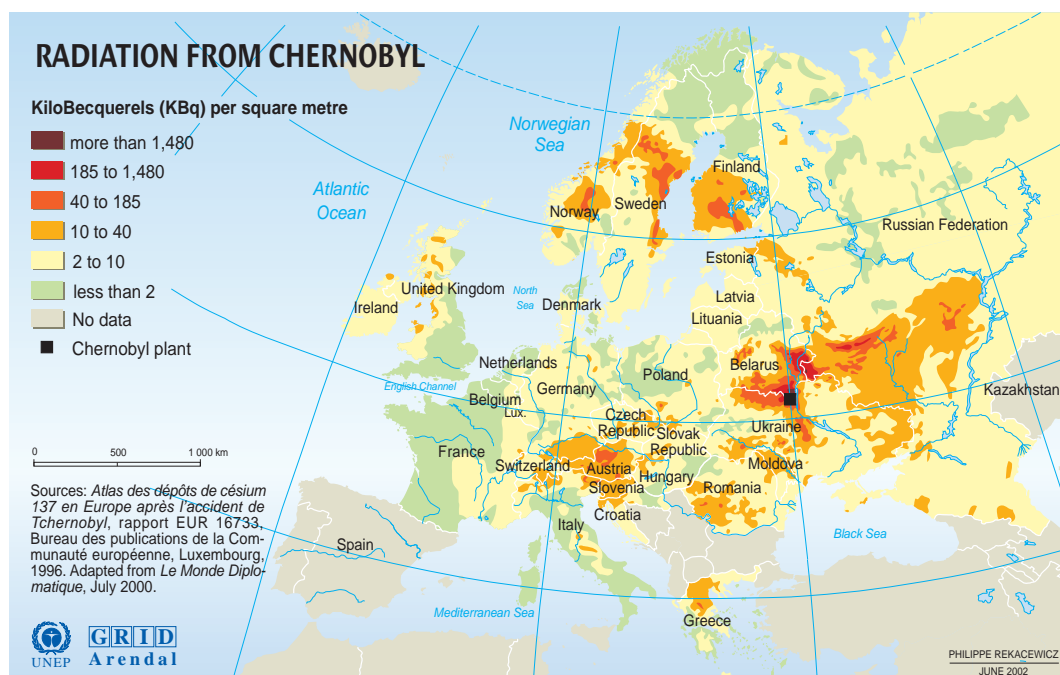 RADIATION FROM CHERNOBYL
KiloBecquerels (KBq) per square metre
more than 1,480
185 to 1,480
40 to 185
10 to 40
2 to 10
less than 2
No data
Chernobyl plant
Norwegian
Sea
Atlantic
Ocean
Finland
Sweden
Norway
Russian Federation
Estonia
Latvia
Lituania
United Kingdom
Ireland
North
Sea
Denmark
Netherlands
English Channel
Belgium
Lux.
Germany
Poland
Belarus
Kazakhstan
Czech
Republic
Slovak
Republic
Ukraine
France
Switzerland
Austria
Hungary
Moldova
Slovenia
Romania
Croatia
Italy
Spain
Black Sea
Mediterranean Sea
Greece
0 500 1 000 km
Sources: Atlas des dépôts de césium
137 en Europe après l'accident de
Tchernobyl, rapport EUR 16733,
Bureau des publications de la Com-
munauté européenne, Luxembourg,
1996. Adapted from Le Monde Diplo-
matique, July 2000.
UNEP
GRID
Arendal
PHILIPPE REKACEWICZ
JUNE 2002